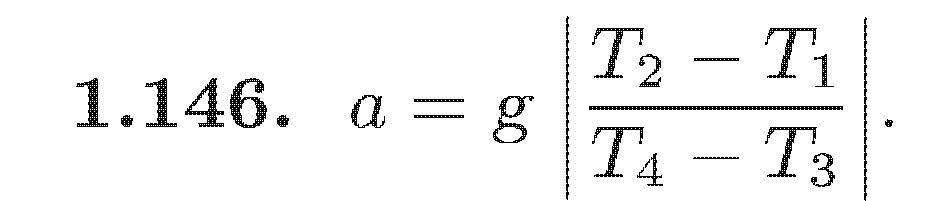 1.146. a = g |(T₂ − T₁)/(T₄ − T₃)|.